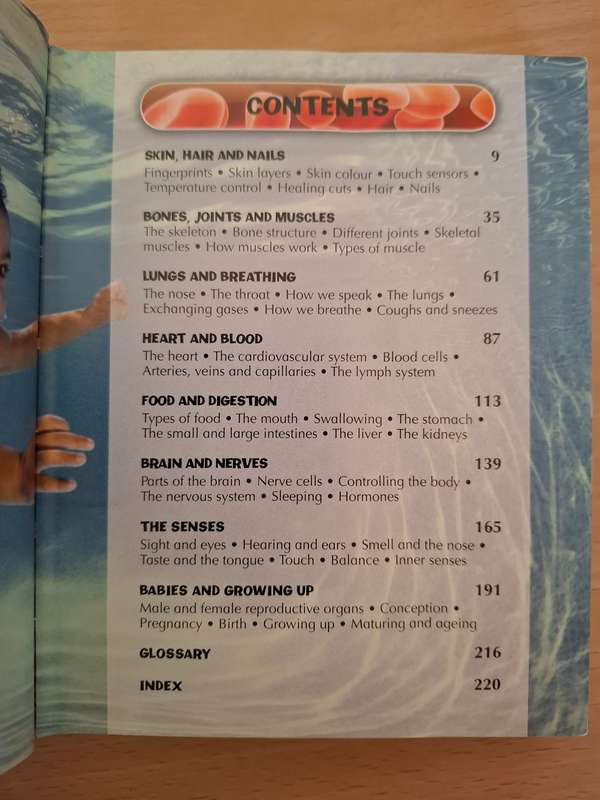 CONTENTS
SKIN, HAIR AND NAILS 9
Fingerprints • Skin layers • Skin colour • Touch sensors •
Temperature control • Healing cuts • Hair • Nails
BONES, JOINTS AND MUSCLES 35
The skeleton • Bone structure • Different joints • Skeletal
muscles • How muscles work • Types of muscle
LUNGS AND BREATHING 61
The nose • The throat • How we speak • The lungs •
Exchanging gases • How we breathe • Coughs and sneezes
HEART AND BLOOD 87
The heart • The cardiovascular system • Blood cells •
Arteries, veins and capillaries • The lymph system
FOOD AND DIGESTION 113
Types of food • The mouth • Swallowing • The stomach •
The small and large intestines • The liver • The kidneys
BRAIN AND NERVES 139
Parts of the brain • Nerve cells • Controlling the body •
The nervous system • Sleeping • Hormones
THE SENSES 165
Sight and eyes • Hearing and ears • Smell and the nose •
Taste and the tongue • Touch • Balance • Inner senses
BABIES AND GROWING UP 191
Male and female reproductive organs • Conception •
Pregnancy • Birth • Growing up • Maturing and ageing
GLOSSARY 216
INDEX 220